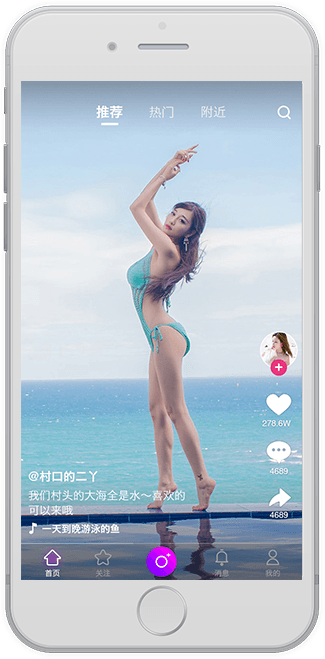 推荐 热门 附近
278.6W
4689
@村口的二丫
我们村头的大海全是水～喜欢的
可以来哦
一天到晚游泳的鱼
4689
首页 关注 消息 我的